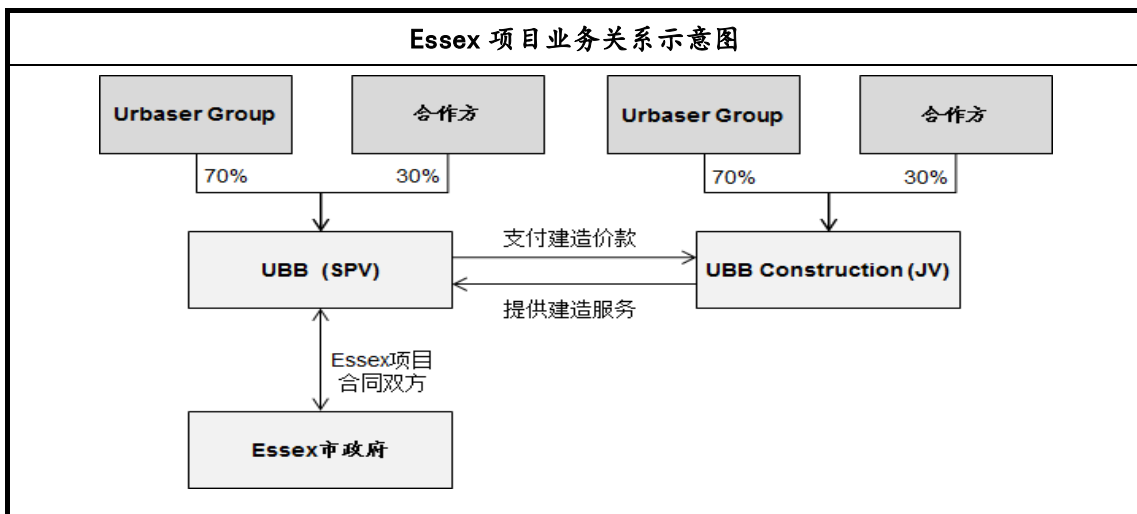 Essex 项目业务关系示意图
Urbaser Group
合作方
Urbaser Group
合作方
70%
30%
70%
30%
UBB (SPV)
支付建造价款
提供建造服务
UBB Construction (JV)
Essex项目
合同双方
Essex市政府